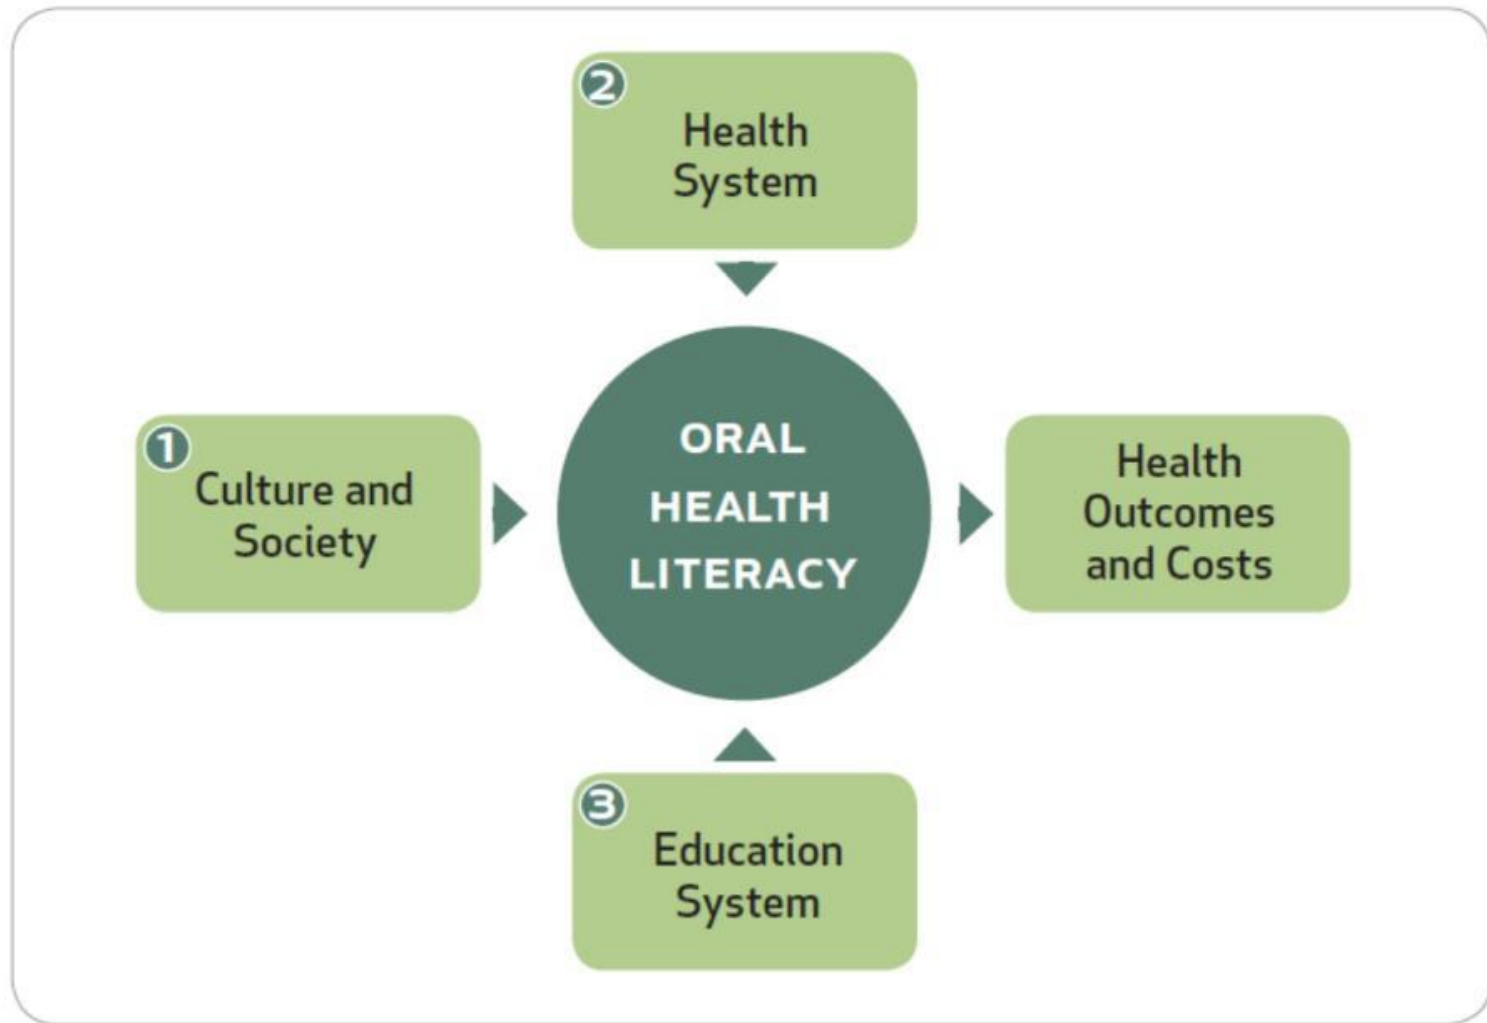 2
Health
System
1
Culture and
Society
ORAL
HEALTH
LITERACY
Health
Outcomes
and Costs
3
Education
System